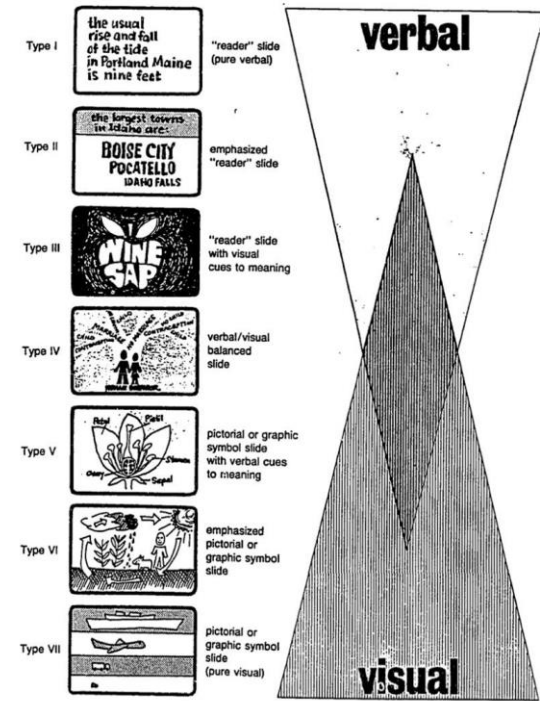 verbal
Type I
the usual
rise and fall
of the tide
in Portland Maine
is nine feet
"reader" slide
(pure verbal)
Type II
the largest towns
in Idaho are:
BOISE CITY
POCATELLO
IDAHO FALLS
emphasized
"reader" slide
Type III
WINE
SAP
"reader" slide
with visual
cues to meaning
Type IV
verbal/visual
balanced
slide
Type V
Petal
Pistil
Stamen
Ovary
Sepal
pictorial or graphic
symbol slide
with verbal cues
to meaning
Type VI
emphasized
pictorial or
graphic symbol
slide
Type VII
pictorial or
graphic symbol
slide
(pure visual)
visual